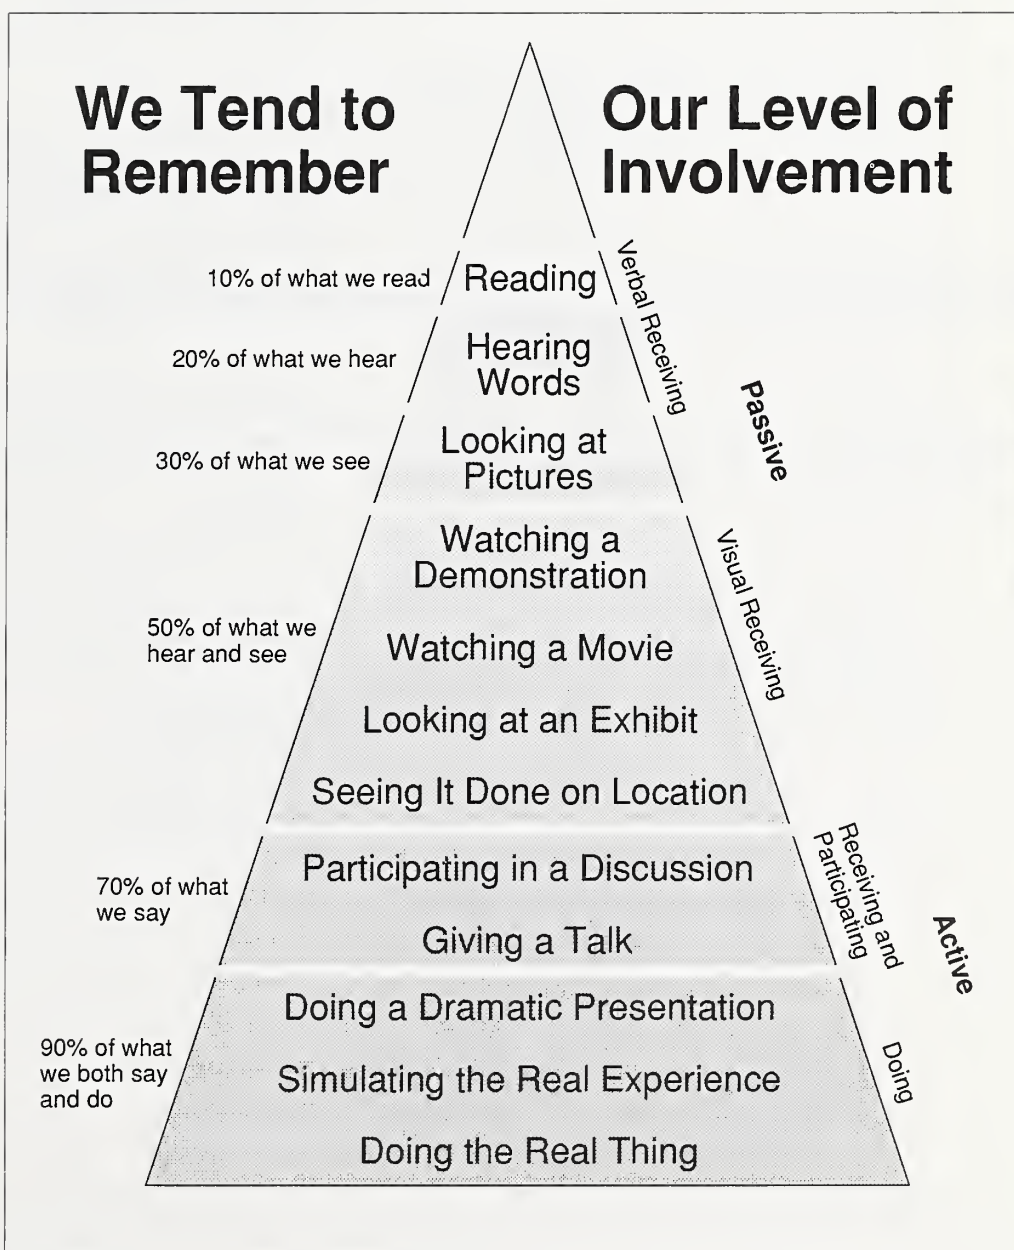 We Tend to
Remember
Our Level of
Involvement
10% of what we read
Reading
Verbal Receiving
20% of what we hear
Hearing
Words
Passive
30% of what we see
Looking at
Pictures
Watching a
Demonstration
Visual Receiving
50% of what we
hear and see
Watching a Movie
Looking at an Exhibit
Seeing It Done on Location
70% of what
we say
Participating in a Discussion
Giving a Talk
Receiving and
Participating
Active
90% of what
we both say
and do
Doing a Dramatic Presentation
Simulating the Real Experience
Doing the Real Thing
Doing